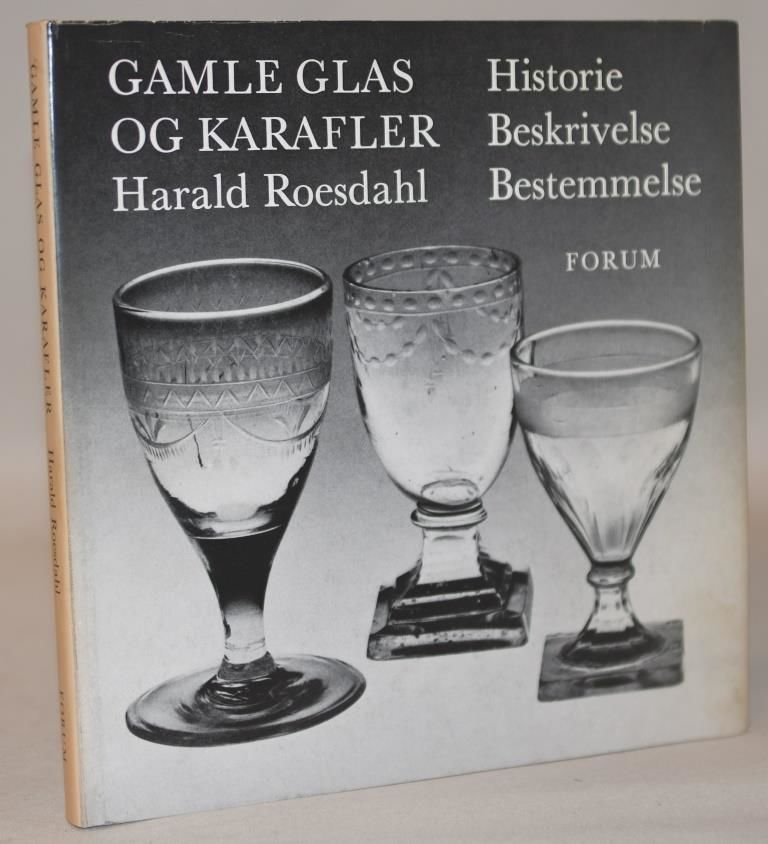 GAMLE GLAS
OG KARAFLER
Harald Roesdahl
Historie
Beskrivelse
Bestemmelse
FORUM
GAMLE GLAS OG KARAFLER Harald Roesdahl FORUM